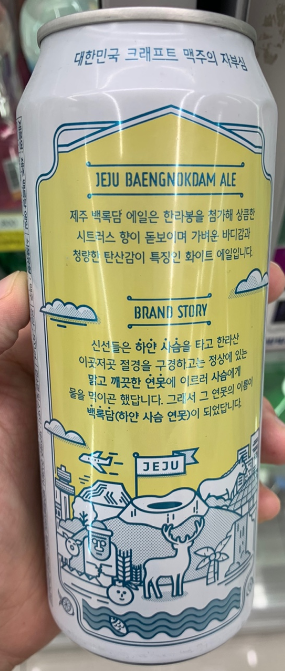 대한민국 크래프트 맥주의 자부심
JEJU BAENGNOKDAM ALE
제주 백록담 에일은 한라봉을 첨가해 상큼한
시트러스 향이 돋보이며 가벼운 바디감과
청량한 탄산감이 특징인 화이트 에일입니다.
BRAND STORY
신선들은 하얀 사슴을 타고 한라산
이곳저곳 절경을 구경하고는 정상에 있는
맑고 깨끗한 연못에 이르러 사슴에게
물을 먹이곤 했답니다. 그래서 그 연못의 이름이
백록담(하얀 사슴 연못)이 되었답니다.
JEJU